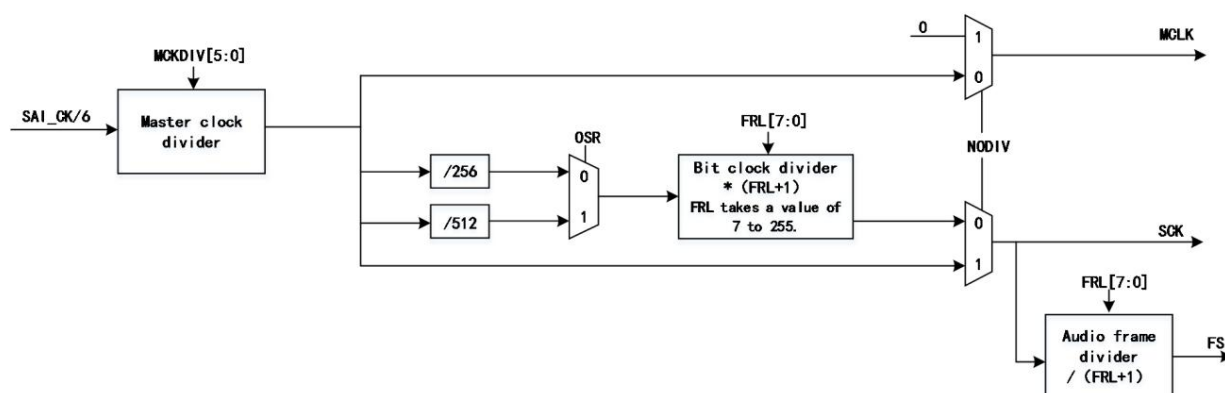 0
1
MCLK
MCKDIV[5:0]
0
SAI_CK/6
Master clock
divider
FRL[7:0]
NODIV
OSR
/256
0
Bit clock divider
* (FRL+1)
FRL takes a value of
7 to 255.
/512
1
0
SCK
1
FRL[7:0]
Audio frame
divider
/ (FRL+1)
FS